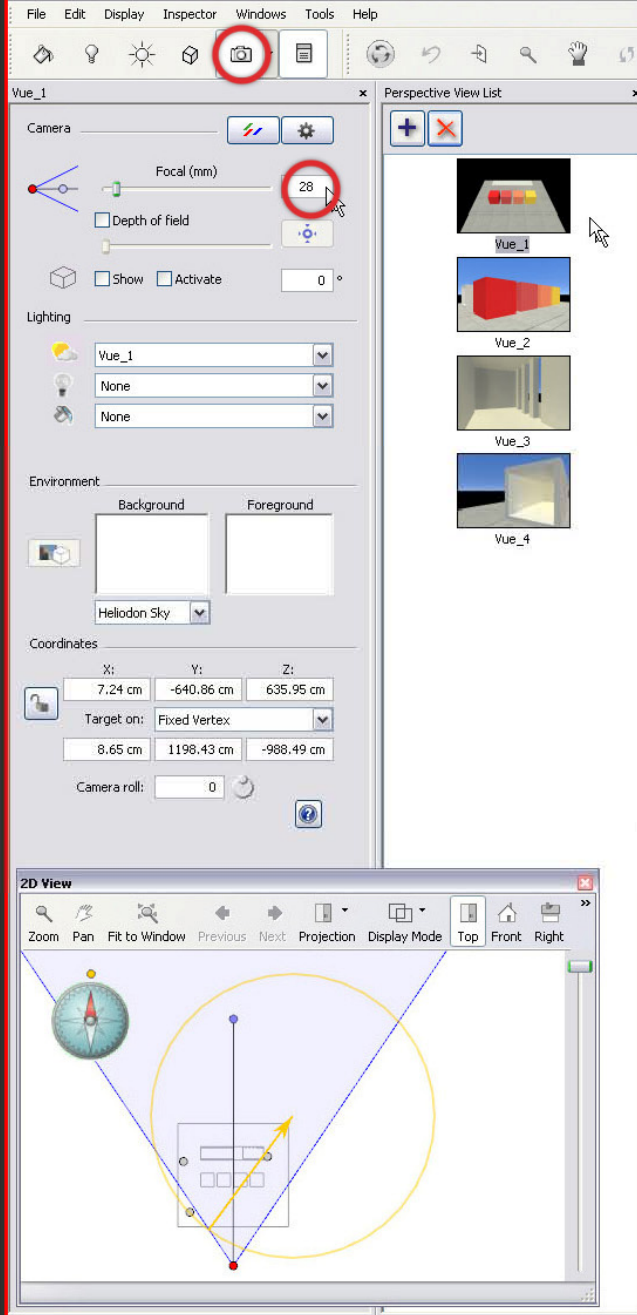 File Edit Display Inspector Windows Tools Help
Vue_1 x
Perspective View List x
Camera
Focal (mm)
28
Depth of field
Show Activate 0 °
Lighting
Vue_1
None
None
Environment
Background Foreground
Heliodon Sky
Coordinates
X: Y: Z:
7.24 cm -640.86 cm 635.95 cm
Target on: Fixed Vertex
8.65 cm 1198.43 cm -988.49 cm
Camera roll: 0
Vue_1
Vue_2
Vue_3
Vue_4
2D View
Zoom Pan Fit to Window Previous Next Projection Display Mode Top Front Right »